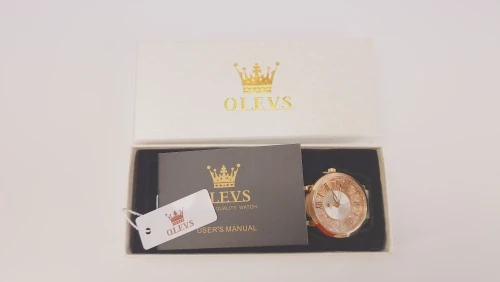 OLEVS
OLEVS
QUALITY WATCH
USER'S MANUAL
OLEVS